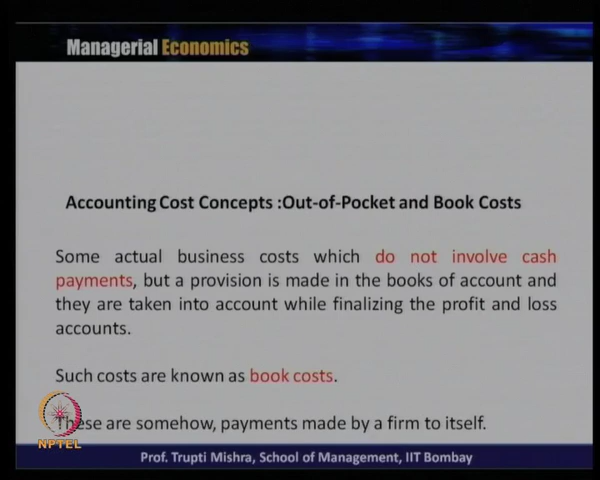 Managerial Economics
Accounting Cost Concepts :Out-of-Pocket and Book Costs
Some actual business costs which do not involve cash
payments, but a provision is made in the books of account and
they are taken into account while finalizing the profit and loss
accounts.
Such costs are known as book costs.
These are somehow, payments made by a firm to itself.
NPTEL
Prof. Trupti Mishra, School of Management, IIT Bombay